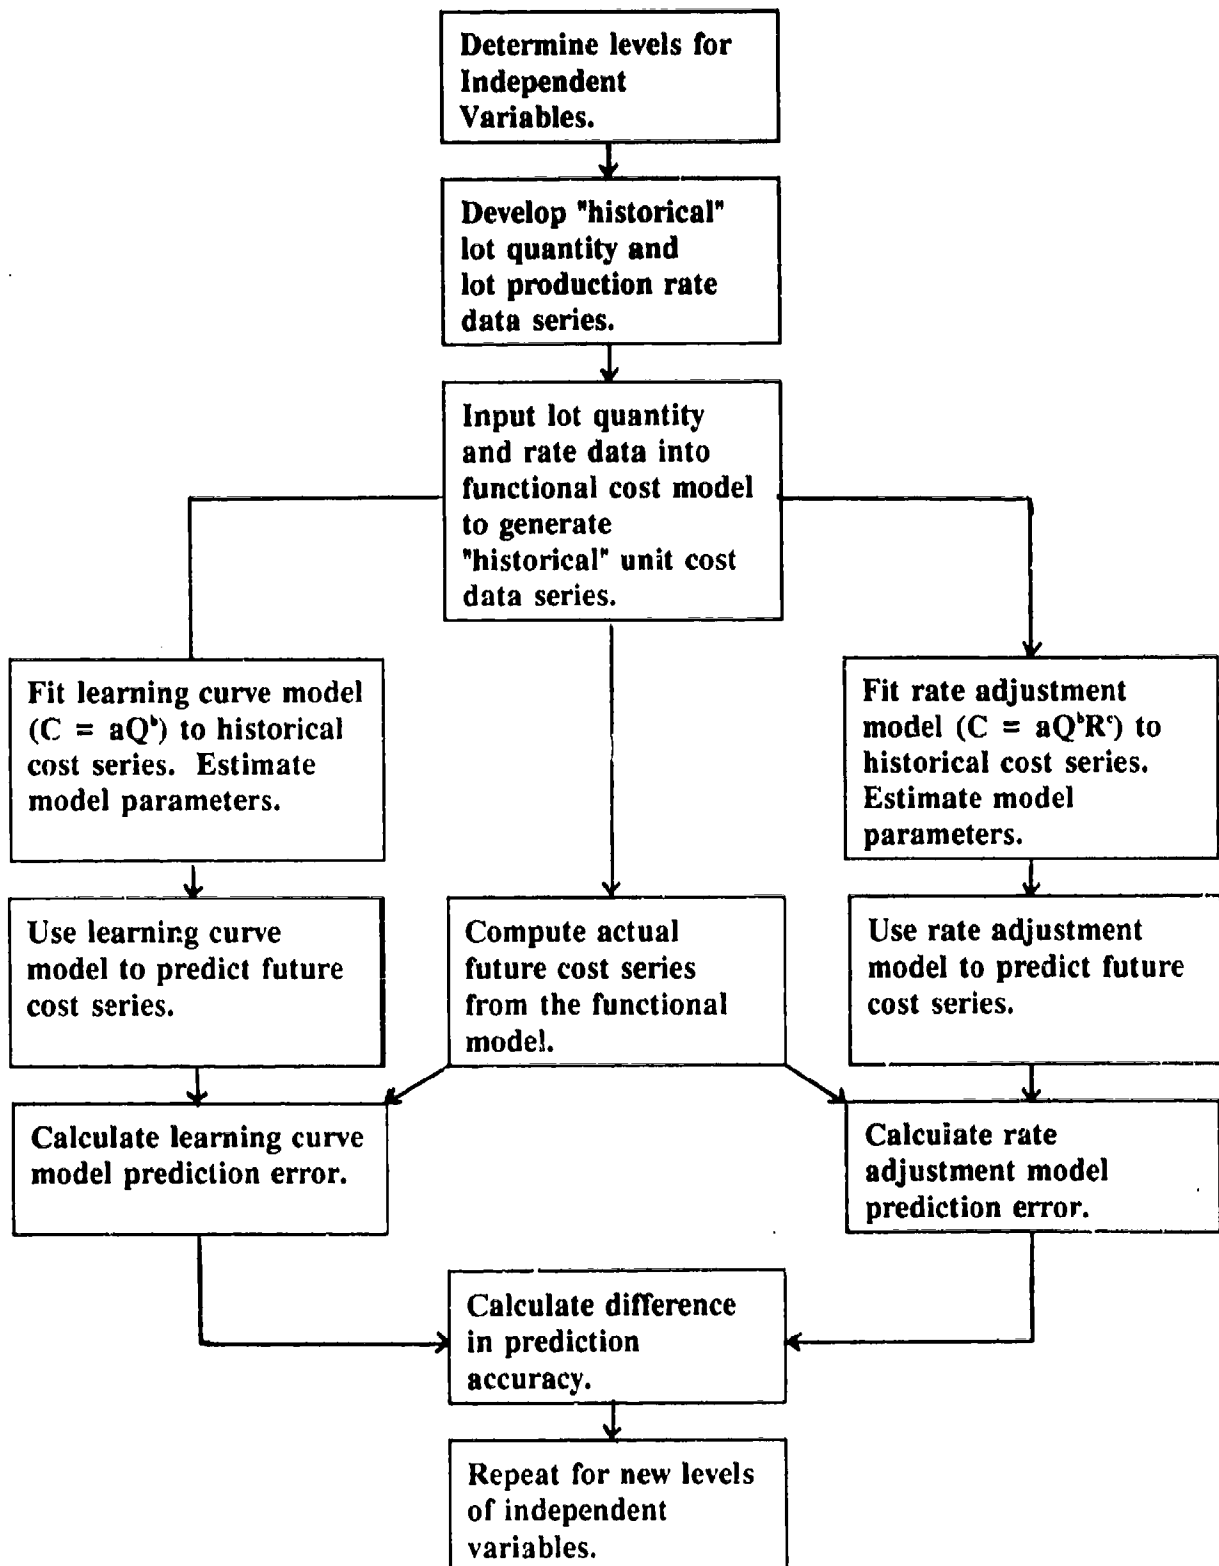 Determine levels for
Independent
Variables.
Develop "historical"
lot quantity and
lot production rate
data series.
Input lot quantity
and rate data into
functional cost model
to generate
"historical" unit cost
data series.
Fit learning curve model
(C = aQᵇ) to historical
cost series. Estimate
model parameters.
Fit rate adjustment
model (C = aQᵇRᶜ) to
historical cost series.
Estimate model
parameters.
Use learning curve
model to predict future
cost series.
Compute actual
future cost series
from the functional
model.
Use rate adjustment
model to predict future
cost series.
Calculate learning curve
model prediction error.
Calculate rate
adjustment model
prediction error.
Calculate difference
in prediction
accuracy.
Repeat for new levels
of independent
variables.